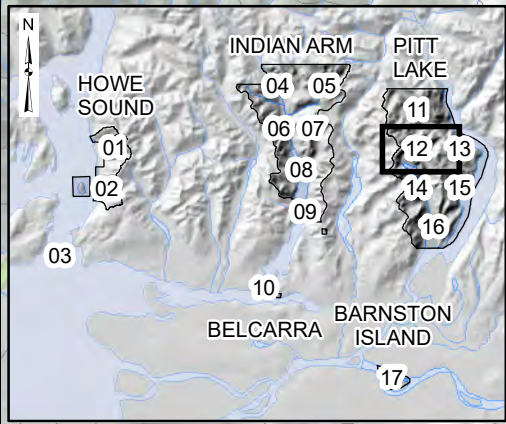 N
INDIAN ARM
PITT
LAKE
HOWE
SOUND
04
05
11
06
07
01
12
13
08
02
14
15
09
16
03
10
BELCARRA
BARNSTON
ISLAND
17